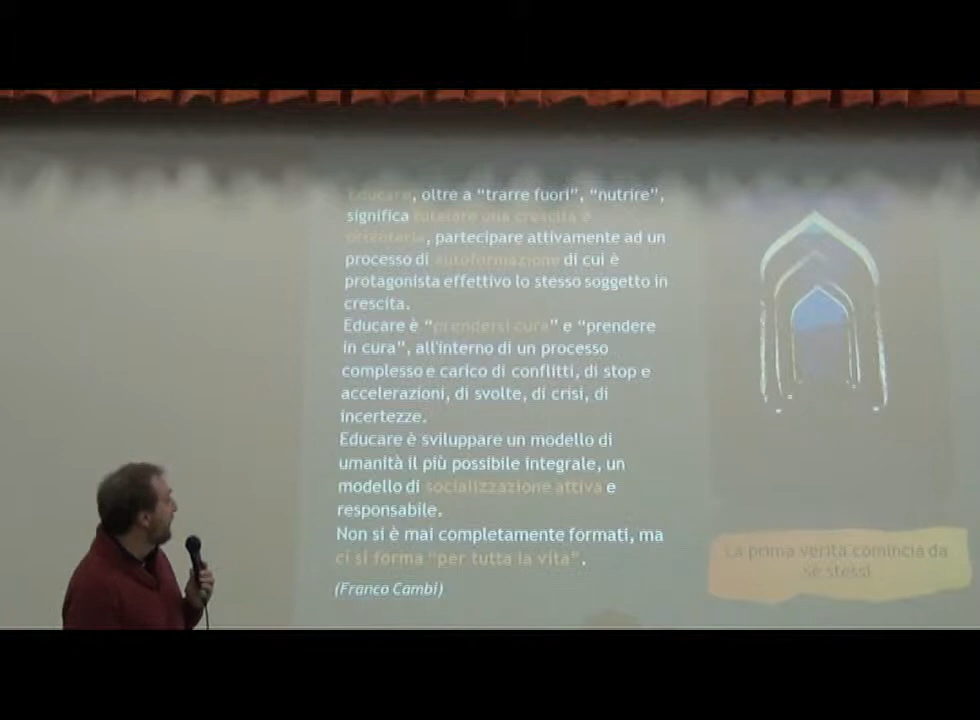 Educare, oltre a “trarre fuori”, “nutrire”,
significa tutelare una crescita e
orientarla, partecipare attivamente ad un
processo di autoformazione di cui è
protagonista effettivo lo stesso soggetto in
crescita.
Educare è “prendersi cura” e “prendere
in cura”, all'interno di un processo
complesso e carico di conflitti, di stop e
accelerazioni, di svolte, di crisi, di
incertezze.
Educare è sviluppare un modello di
umanità il più possibile integrale, un
modello di socializzazione attiva e
responsabile.
Non si è mai completamente formati, ma
ci si forma “per tutta la vita”.
(Franco Cambi)
La prima verità comincia da
se stessi